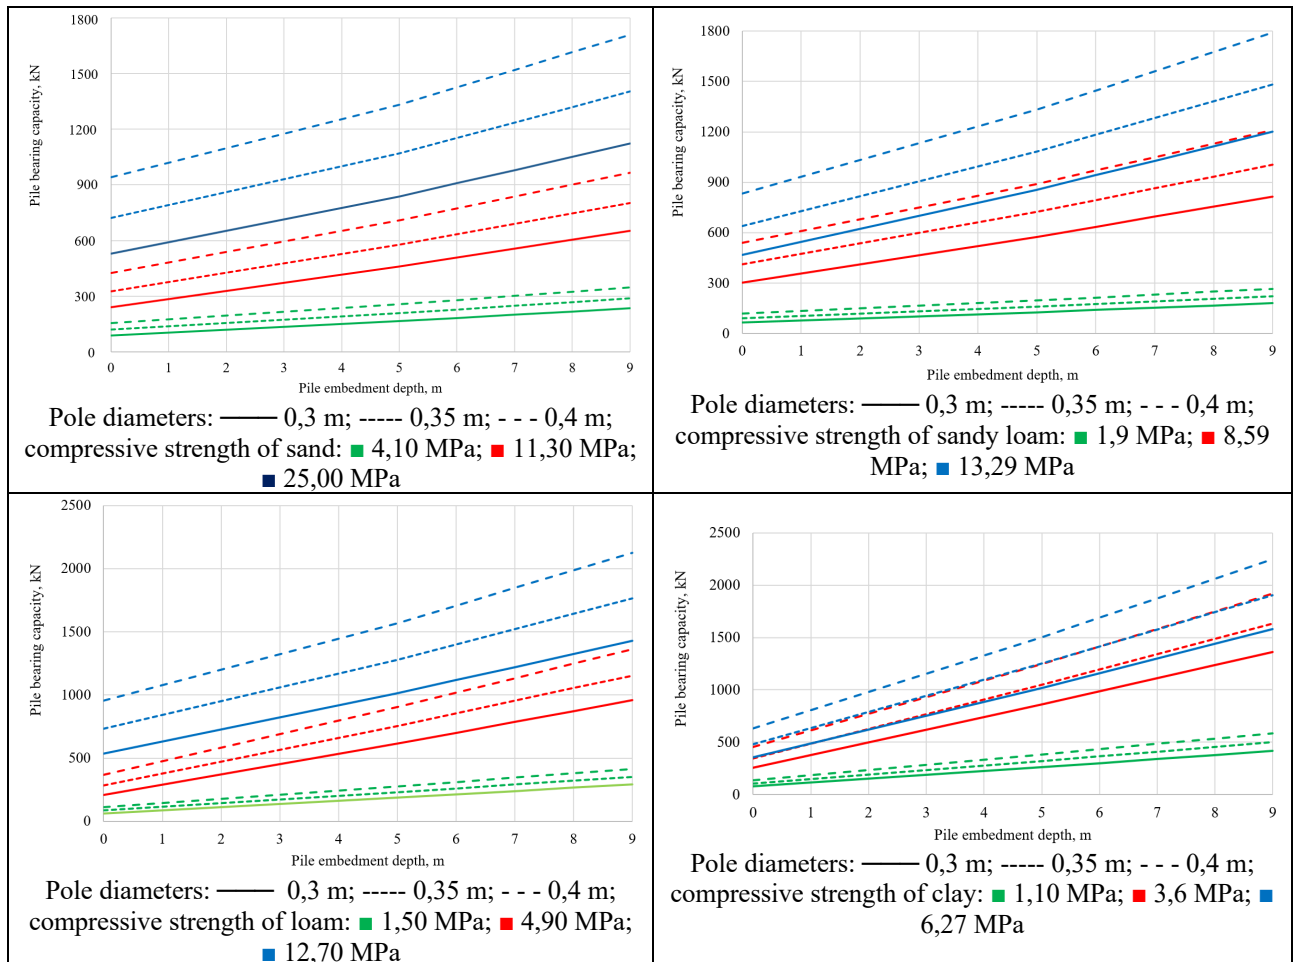 Pile bearing capacity, kN
1800
1500
1200
900
600
300
0
0 1 2 3 4 5 6 7 8 9
Pile embedment depth, m
Pole diameters: —— 0,3 m; ----- 0,35 m; - - - 0,4 m;
compressive strength of sand: ■ 4,10 MPa; ■ 11,30 MPa;
■ 25,00 MPa
Pile bearing capacity, kN
1800
1500
1200
900
600
300
0
0 1 2 3 4 5 6 7 8 9
Pile embedment depth, m
Pole diameters: —— 0,3 m; ----- 0,35 m; - - - 0,4 m;
compressive strength of sandy loam: ■ 1,9 MPa; ■ 8,59
MPa; ■ 13,29 MPa
Pile bearing capacity, kN
2500
2000
1500
1000
500
0
0 1 2 3 4 5 6 7 8 9
Pile embedment depth, m
Pole diameters: —— 0,3 m; ----- 0,35 m; - - - 0,4 m;
compressive strength of loam: ■ 1,50 MPa; ■ 4,90 MPa;
■ 12,70 MPa
Pile bearing capacity, kN
2500
2000
1500
1000
500
0
0 1 2 3 4 5 6 7 8 9
Pile embedment depth, m
Pole diameters: —— 0,3 m; ----- 0,35 m; - - - 0,4 m;
compressive strength of clay: ■ 1,10 MPa; ■ 3,6 MPa; ■
6,27 MPa